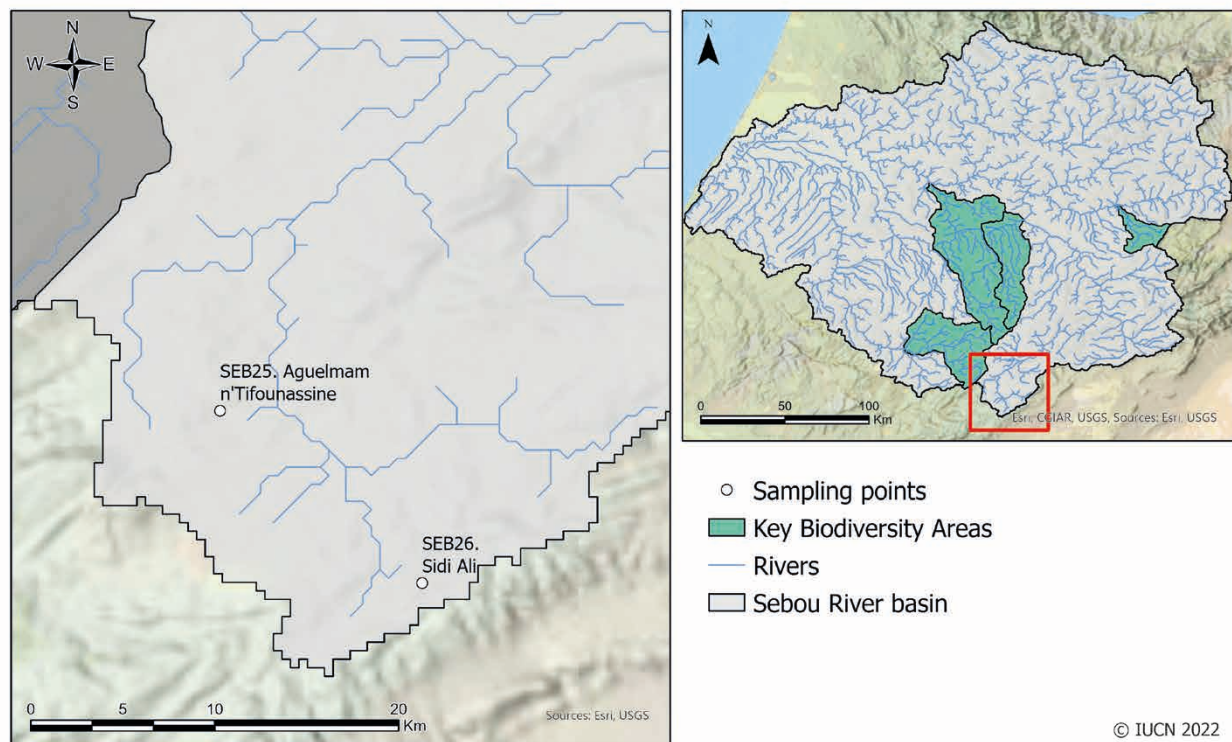 N
W E
S
SEB25. Aguelmam
n'Tifounassine
SEB26.
Sidi Ali
0 5 10 20
Km
Sources: Esri, USGS
N
0 50 100
Km
Esri, CGIAR, USGS, Sources: Esri, USGS
Sampling points
Key Biodiversity Areas
Rivers
Sebou River basin
© IUCN 2022